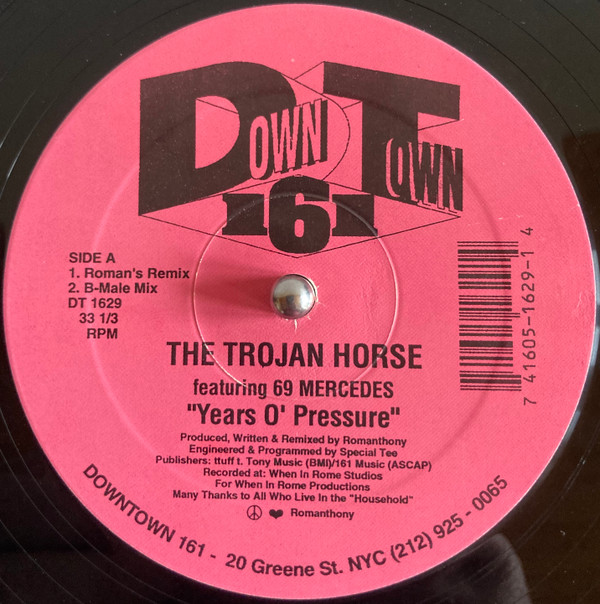 DOWN TOWN
161
SIDE A
1. Roman's Remix
2. B-Male Mix
DT 1629
33 1/3
RPM
7 41605-1629-1 4
THE TROJAN HORSE
featuring 69 MERCEDES
"Years O' Pressure"
Produced, Written & Remixed by Romanthony
Engineered & Programmed by Special Tee
Publishers: ttuff t. Tony Music (BMI)/161 Music (ASCAP)
Recorded at: When In Rome Studios
For When In Rome Productions
Many Thanks to All Who Live In the "Household"
☮ ❤ Romanthony
DOWNTOWN 161 - 20 Greene St. NYC (212) 925 - 0065